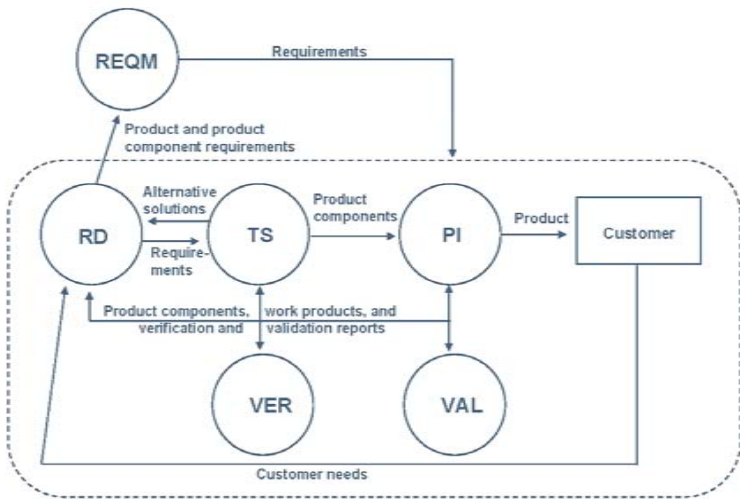 REQM
Requirements
Product and product
component requirements
Alternative
solutions
Product
components
Product
RD
TS
PI
Customer
Require-
ments
Product components,
work products, and
verification and
validation reports
VER
VAL
Customer needs